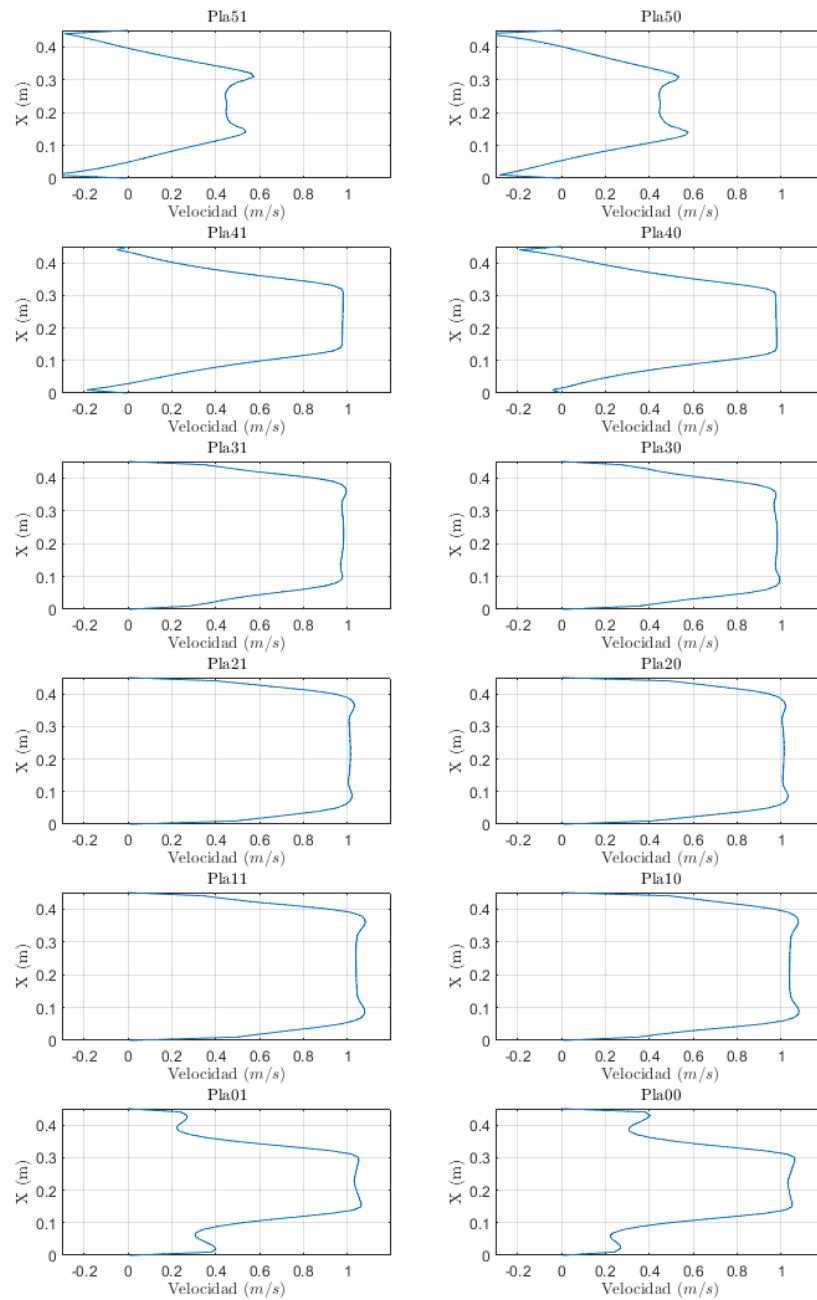 Pla51 Pla50
0.4 0.4
0.3 0.3
0.2 0.2
0.1 0.1
0 0
X (m) X (m)
-0.2 0 0.2 0.4 0.6 0.8 1 -0.2 0 0.2 0.4 0.6 0.8 1
Velocidad (m/s) Velocidad (m/s)
Pla41 Pla40
0.4 0.4
0.3 0.3
0.2 0.2
0.1 0.1
0 0
X (m) X (m)
-0.2 0 0.2 0.4 0.6 0.8 1 -0.2 0 0.2 0.4 0.6 0.8 1
Velocidad (m/s) Velocidad (m/s)
Pla31 Pla30
0.4 0.4
0.3 0.3
0.2 0.2
0.1 0.1
0 0
X (m) X (m)
-0.2 0 0.2 0.4 0.6 0.8 1 -0.2 0 0.2 0.4 0.6 0.8 1
Velocidad (m/s) Velocidad (m/s)
Pla21 Pla20
0.4 0.4
0.3 0.3
0.2 0.2
0.1 0.1
0 0
X (m) X (m)
-0.2 0 0.2 0.4 0.6 0.8 1 -0.2 0 0.2 0.4 0.6 0.8 1
Velocidad (m/s) Velocidad (m/s)
Pla11 Pla10
0.4 0.4
0.3 0.3
0.2 0.2
0.1 0.1
0 0
X (m) X (m)
-0.2 0 0.2 0.4 0.6 0.8 1 -0.2 0 0.2 0.4 0.6 0.8 1
Velocidad (m/s) Velocidad (m/s)
Pla01 Pla00
0.4 0.4
0.3 0.3
0.2 0.2
0.1 0.1
0 0
X (m) X (m)
-0.2 0 0.2 0.4 0.6 0.8 1 -0.2 0 0.2 0.4 0.6 0.8 1
Velocidad (m/s) Velocidad (m/s)